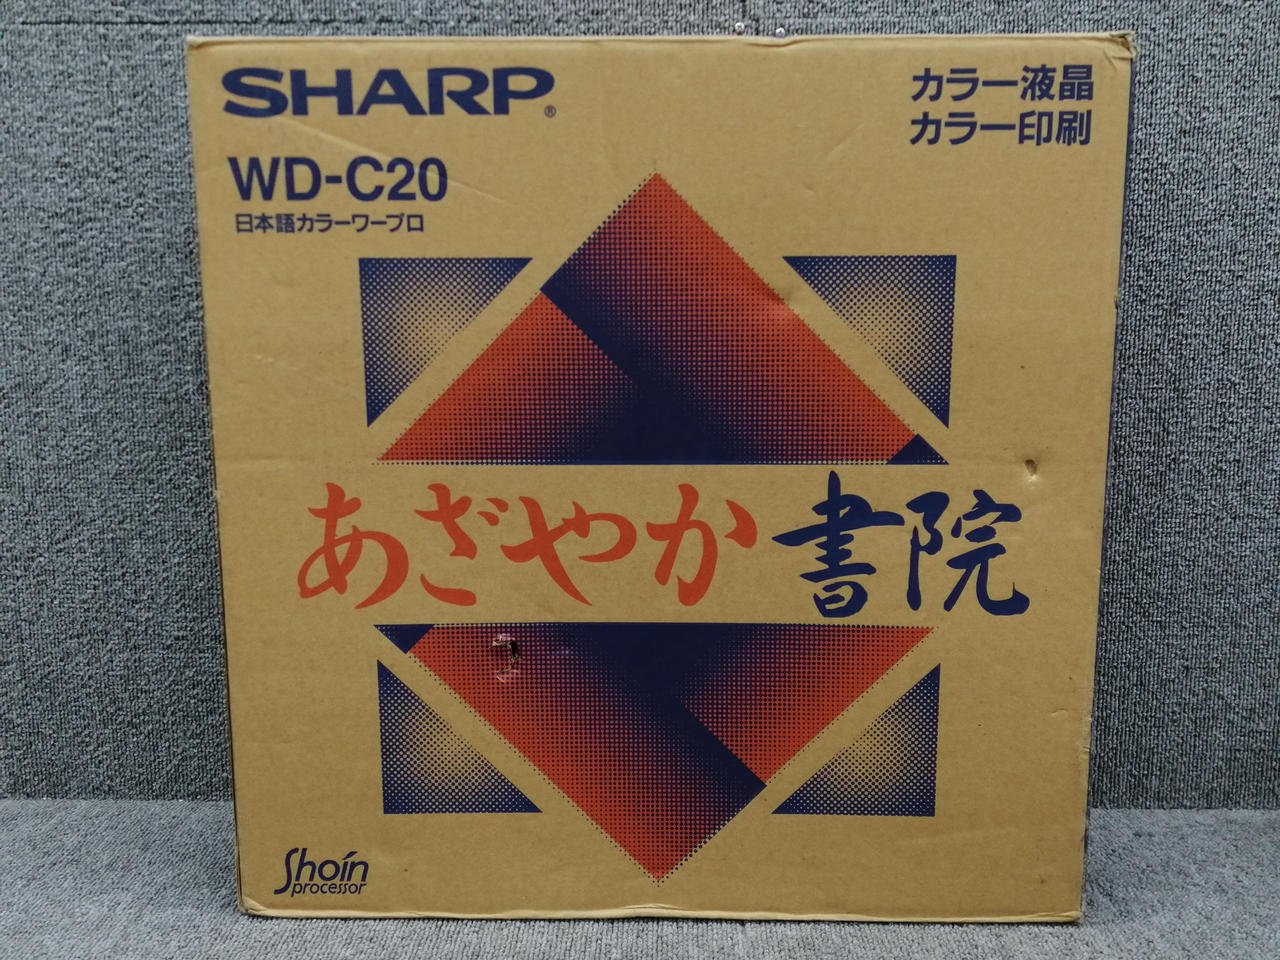 SHARP®
カラー液晶
カラー印刷
WD-C20
日本語カラーワープロ
あざやか書院
Shoin
processor